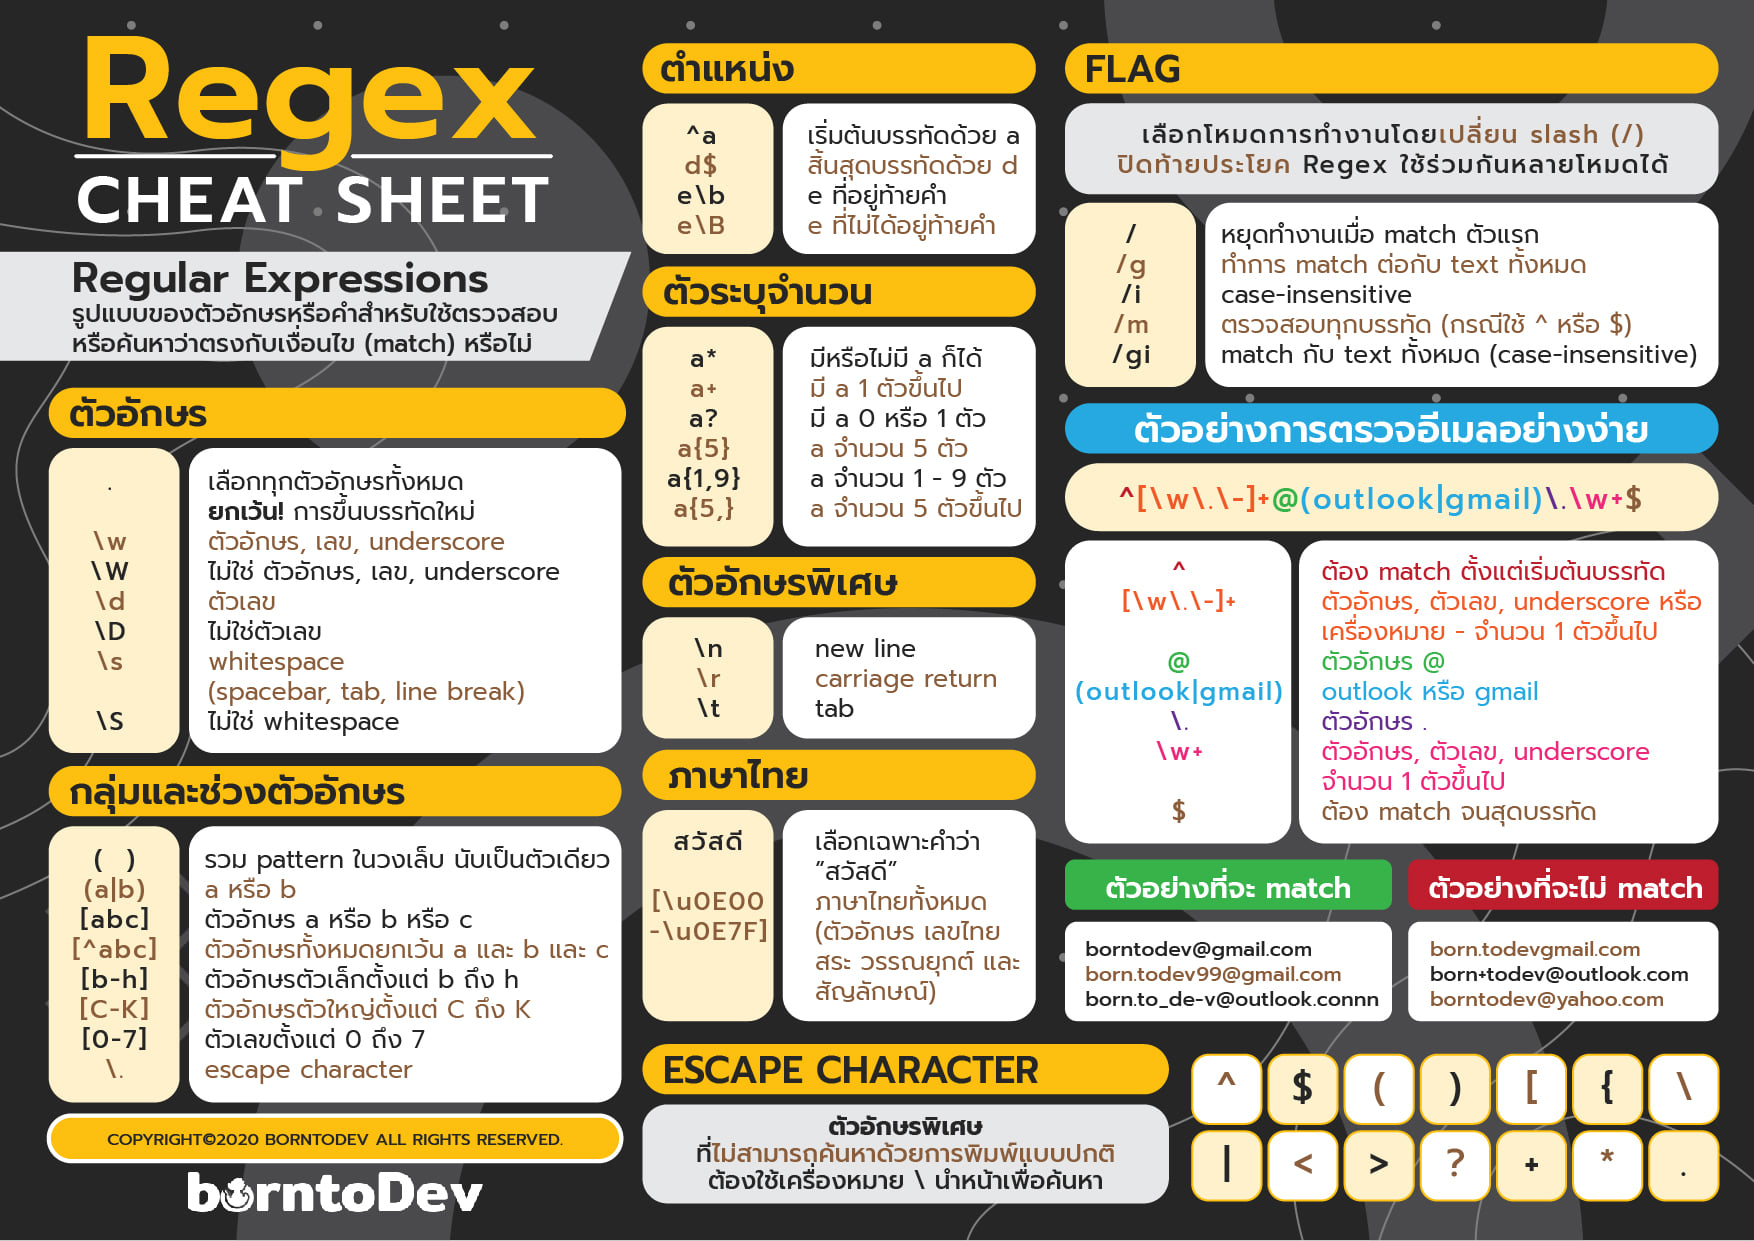 Regex
CHEAT SHEET
Regular Expressions
รูปแบบของตัวอักษรหรือคำสำหรับใช้ตรวจสอบ
หรือค้นหาว่าตรงกับเงื่อนไข (match) หรือไม่
ตัวอักษร
. เลือกทุกตัวอักษรทั้งหมด
ยกเว้น! การขึ้นบรรทัดใหม่
\w ตัวอักษร, เลข, underscore
\W ไม่ใช่ ตัวอักษร, เลข, underscore
\d ตัวเลข
\D ไม่ใช่ตัวเลข
\s whitespace
(spacebar, tab, line break)
\S ไม่ใช่ whitespace
กลุ่มและช่วงตัวอักษร
( ) รวม pattern ในวงเล็บ นับเป็นตัวเดียว
(a|b) a หรือ b
[abc] ตัวอักษร a หรือ b หรือ c
[^abc] ตัวอักษรทั้งหมดยกเว้น a และ b และ c
[b-h] ตัวอักษรตัวเล็กตั้งแต่ b ถึง h
[C-K] ตัวอักษรตัวใหญ่ตั้งแต่ C ถึง K
[0-7] ตัวเลขตั้งแต่ 0 ถึง 7
\. escape character
COPYRIGHT©2020 BORNTODEV ALL RIGHTS RESERVED.
borntoDev
ตำแหน่ง
^a เริ่มต้นบรรทัดด้วย a
d$ สิ้นสุดบรรทัดด้วย d
e\b e ที่อยู่ท้ายคำ
e\B e ที่ไม่ได้อยู่ท้ายคำ
ตัวระบุจำนวน
a* มีหรือไม่มี a ก็ได้
a+ มี a 1 ตัวขึ้นไป
a? มี a 0 หรือ 1 ตัว
a{5} a จำนวน 5 ตัว
a{1,9} a จำนวน 1 - 9 ตัว
a{5,} a จำนวน 5 ตัวขึ้นไป
ตัวอักษรพิเศษ
\n new line
\r carriage return
\t tab
ภาษาไทย
สวัสดี เลือกเฉพาะคำว่า
"สวัสดี"
[\u0E00 ภาษาไทยทั้งหมด
-\u0E7F] (ตัวอักษร เลขไทย
สระ วรรณยุกต์ และ
สัญลักษณ์)
ESCAPE CHARACTER
ตัวอักษรพิเศษ
ที่ไม่สามารถค้นหาด้วยการพิมพ์แบบปกติ
ต้องใช้เครื่องหมาย \ นำหน้าเพื่อค้นหา
FLAG
เลือกโหมดการทำงานโดยเปลี่ยน slash (/)
ปิดท้ายประโยค Regex ใช้ร่วมกันหลายโหมดได้
/ หยุดทำงานเมื่อ match ตัวแรก
/g ทำการ match ต่อกับ text ทั้งหมด
/i case-insensitive
/m ตรวจสอบทุกบรรทัด (กรณีใช้ ^ หรือ $)
/gi match กับ text ทั้งหมด (case-insensitive)
ตัวอย่างการตรวจอีเมลอย่างง่าย
^[\w\.\-]+@(outlook|gmail)\.\w+$
^ ต้อง match ตั้งแต่เริ่มต้นบรรทัด
[\w\.\-]+ ตัวอักษร, ตัวเลข, underscore หรือ
เครื่องหมาย - จำนวน 1 ตัวขึ้นไป
@ ตัวอักษร @
(outlook|gmail) outlook หรือ gmail
\. ตัวอักษร .
\w+ ตัวอักษร, ตัวเลข, underscore
จำนวน 1 ตัวขึ้นไป
$ ต้อง match จนสุดบรรทัด
ตัวอย่างที่จะ match
borntodev@gmail.com
born.todev99@gmail.com
born.to_de-v@outlook.connn
ตัวอย่างที่จะไม่ match
born.todevgmail.com
born+todev@outlook.com
borntodev@yahoo.com
^ $ ( ) [ { \
| < > ? + * .